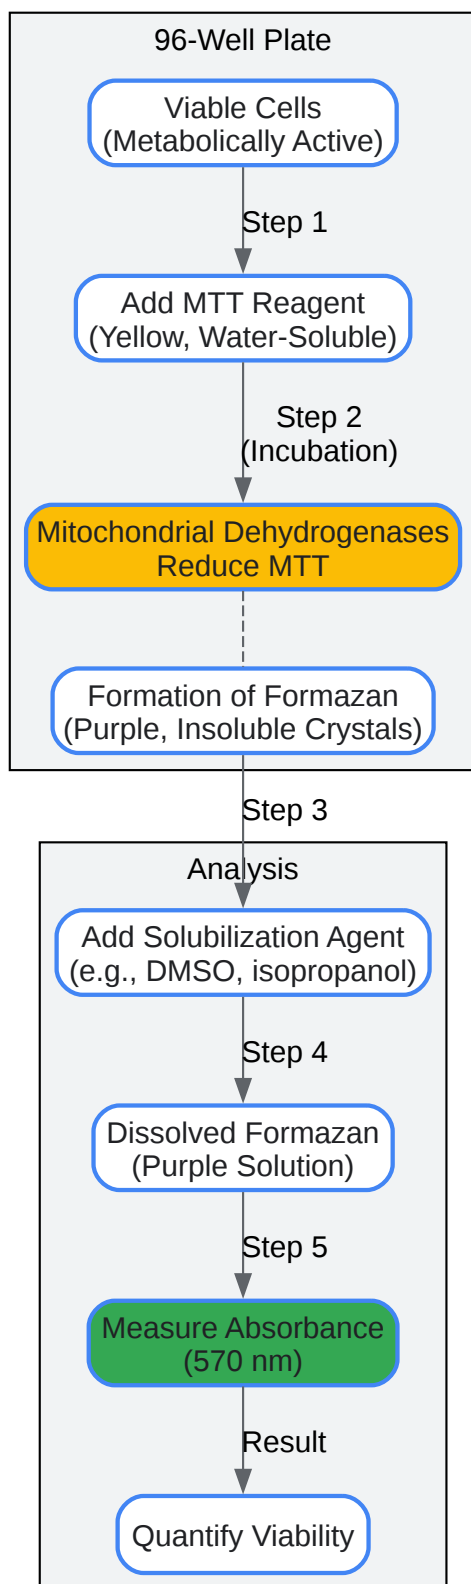 96-Well Plate
Viable Cells
(Metabolically Active)
Step 1
Add MTT Reagent
(Yellow, Water-Soluble)
Step 2
(Incubation)
Mitochondrial Dehydrogenases
Reduce MTT
Formation of Formazan
(Purple, Insoluble Crystals)
Step 3
Analysis
Add Solubilization Agent
(e.g., DMSO, isopropanol)
Step 4
Dissolved Formazan
(Purple Solution)
Step 5
Measure Absorbance
(570 nm)
Result
Quantify Viability